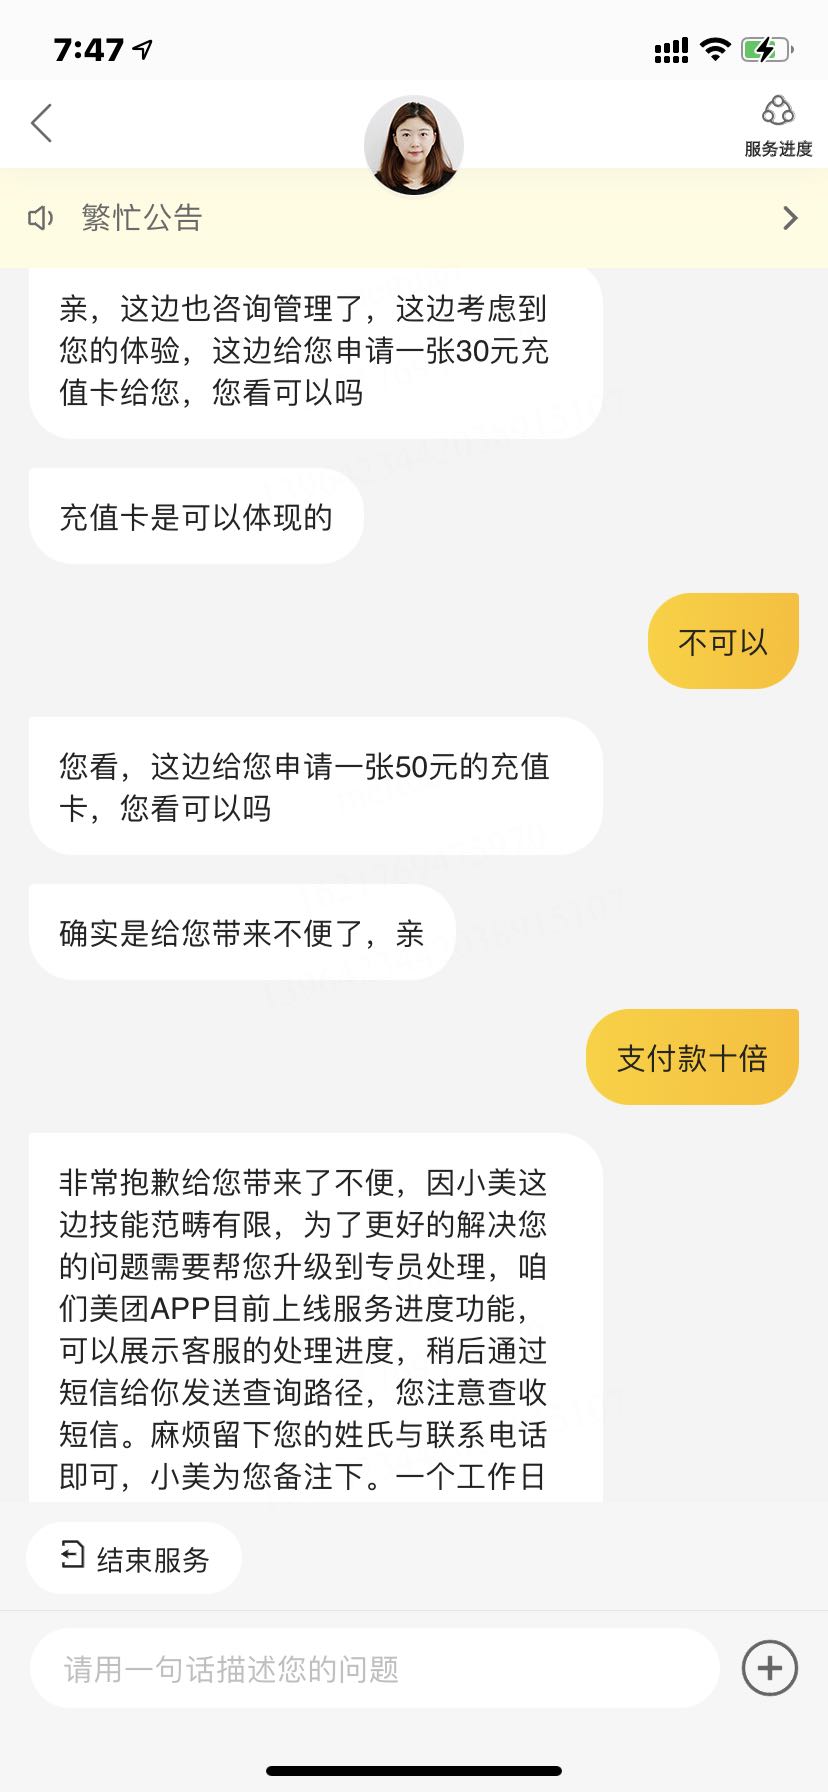 7:47
服务进度
繁忙公告
亲，这边也咨询管理了，这边考虑到
您的体验，这边给您申请一张30元充
值卡给您，您看可以吗
充值卡是可以体现的
不可以
您看，这边给您申请一张50元的充值
卡，您看可以吗
确实是给您带来不便了，亲
支付款十倍
非常抱歉给您带来了不便，因小美这
边技能范畴有限，为了更好的解决您
的问题需要帮您升级到专员处理，咱
们美团APP目前上线服务进度功能，
可以展示客服的处理进度，稍后通过
短信给你发送查询路径，您注意查收
短信。麻烦留下您的姓氏与联系电话
即可，小美为您备注下。一个工作日
结束服务
请用一句话描述您的问题